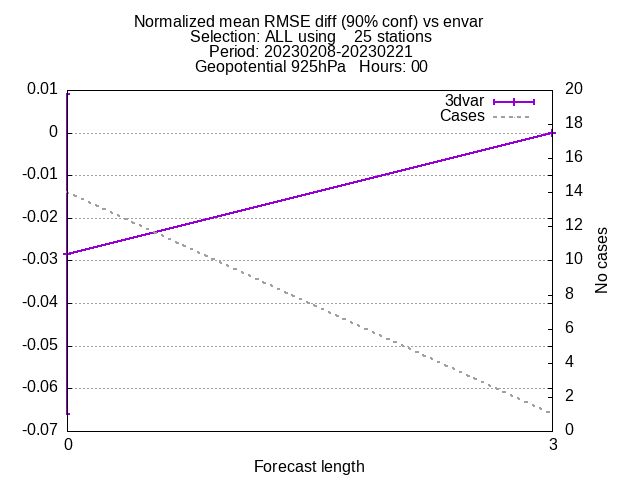 Normalized mean RMSE diff (90% conf) vs envar
Selection: ALL using    25 stations
Period: 20230208-20230221
Geopotential 925hPa   Hours: 00
0.01
0
-0.01
-0.02
-0.03
-0.04
-0.05
-0.06
-0.07
3dvar
Cases
20
18
16
14
12
10
8
6
4
2
0
No cases
0
3
Forecast length